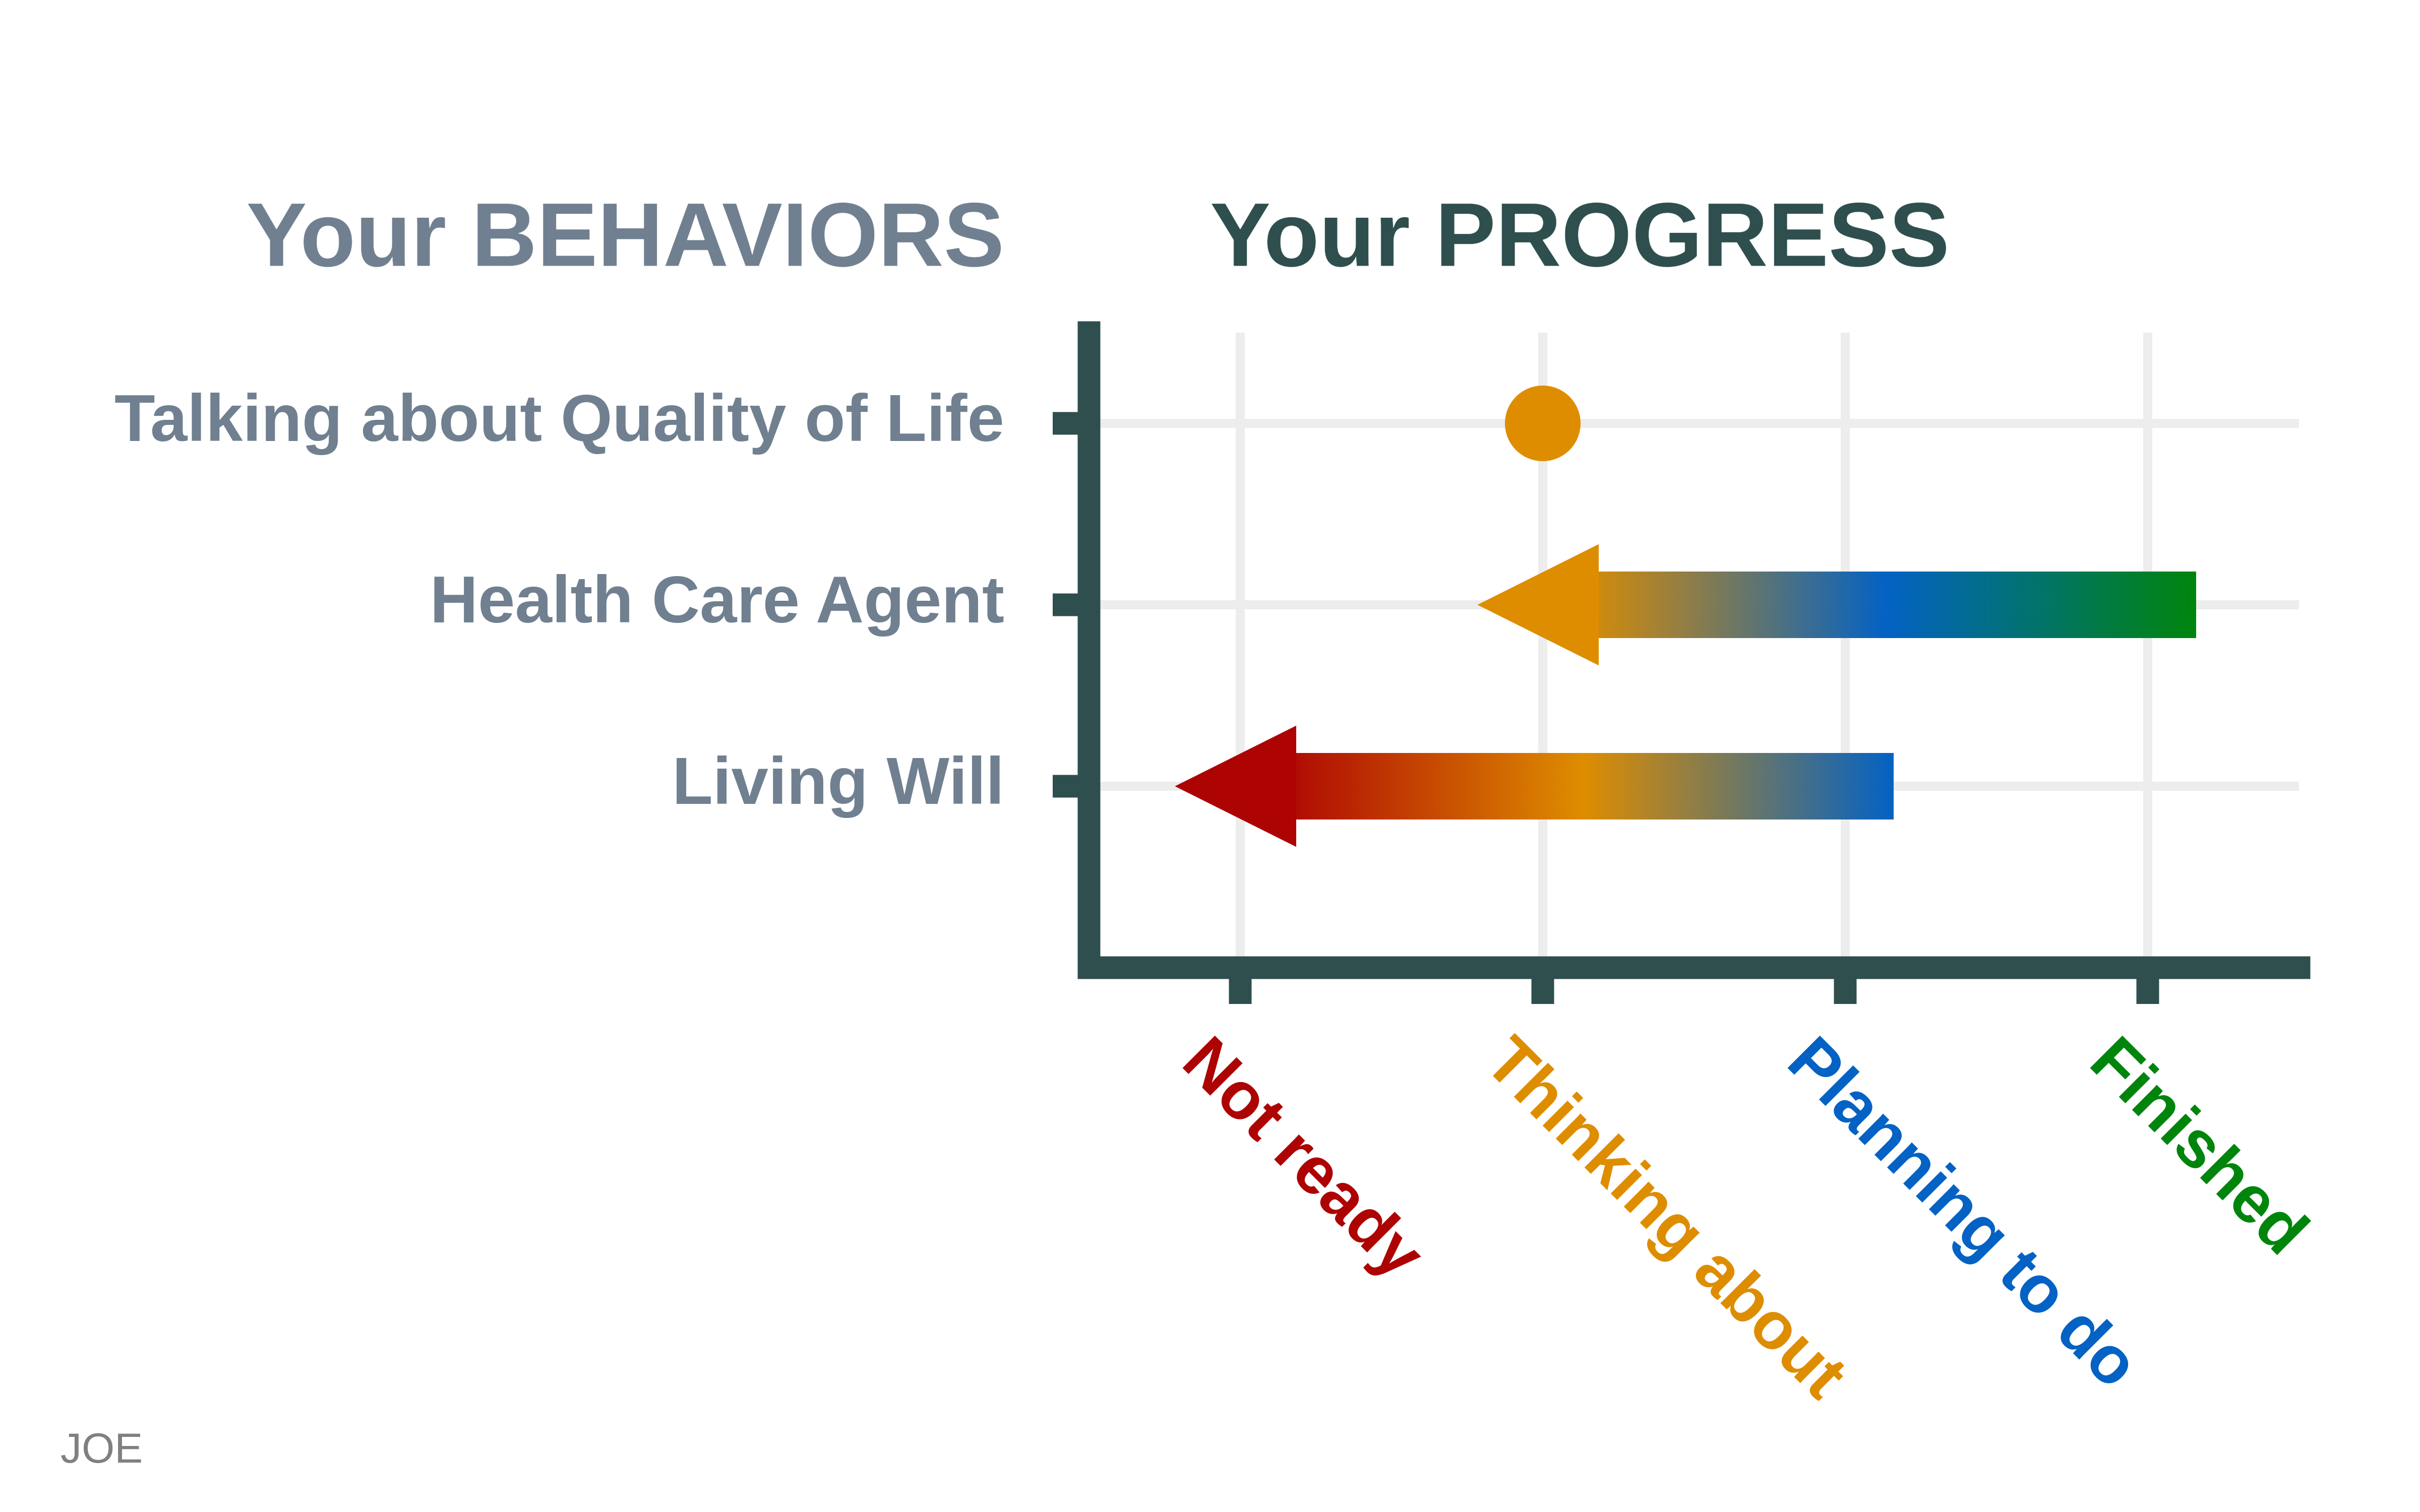 Your BEHAVIORS
Your PROGRESS
Talking about Quality of Life
Health Care Agent
Living Will
Not ready
Thinking about
Planning to do
Finished
JOE